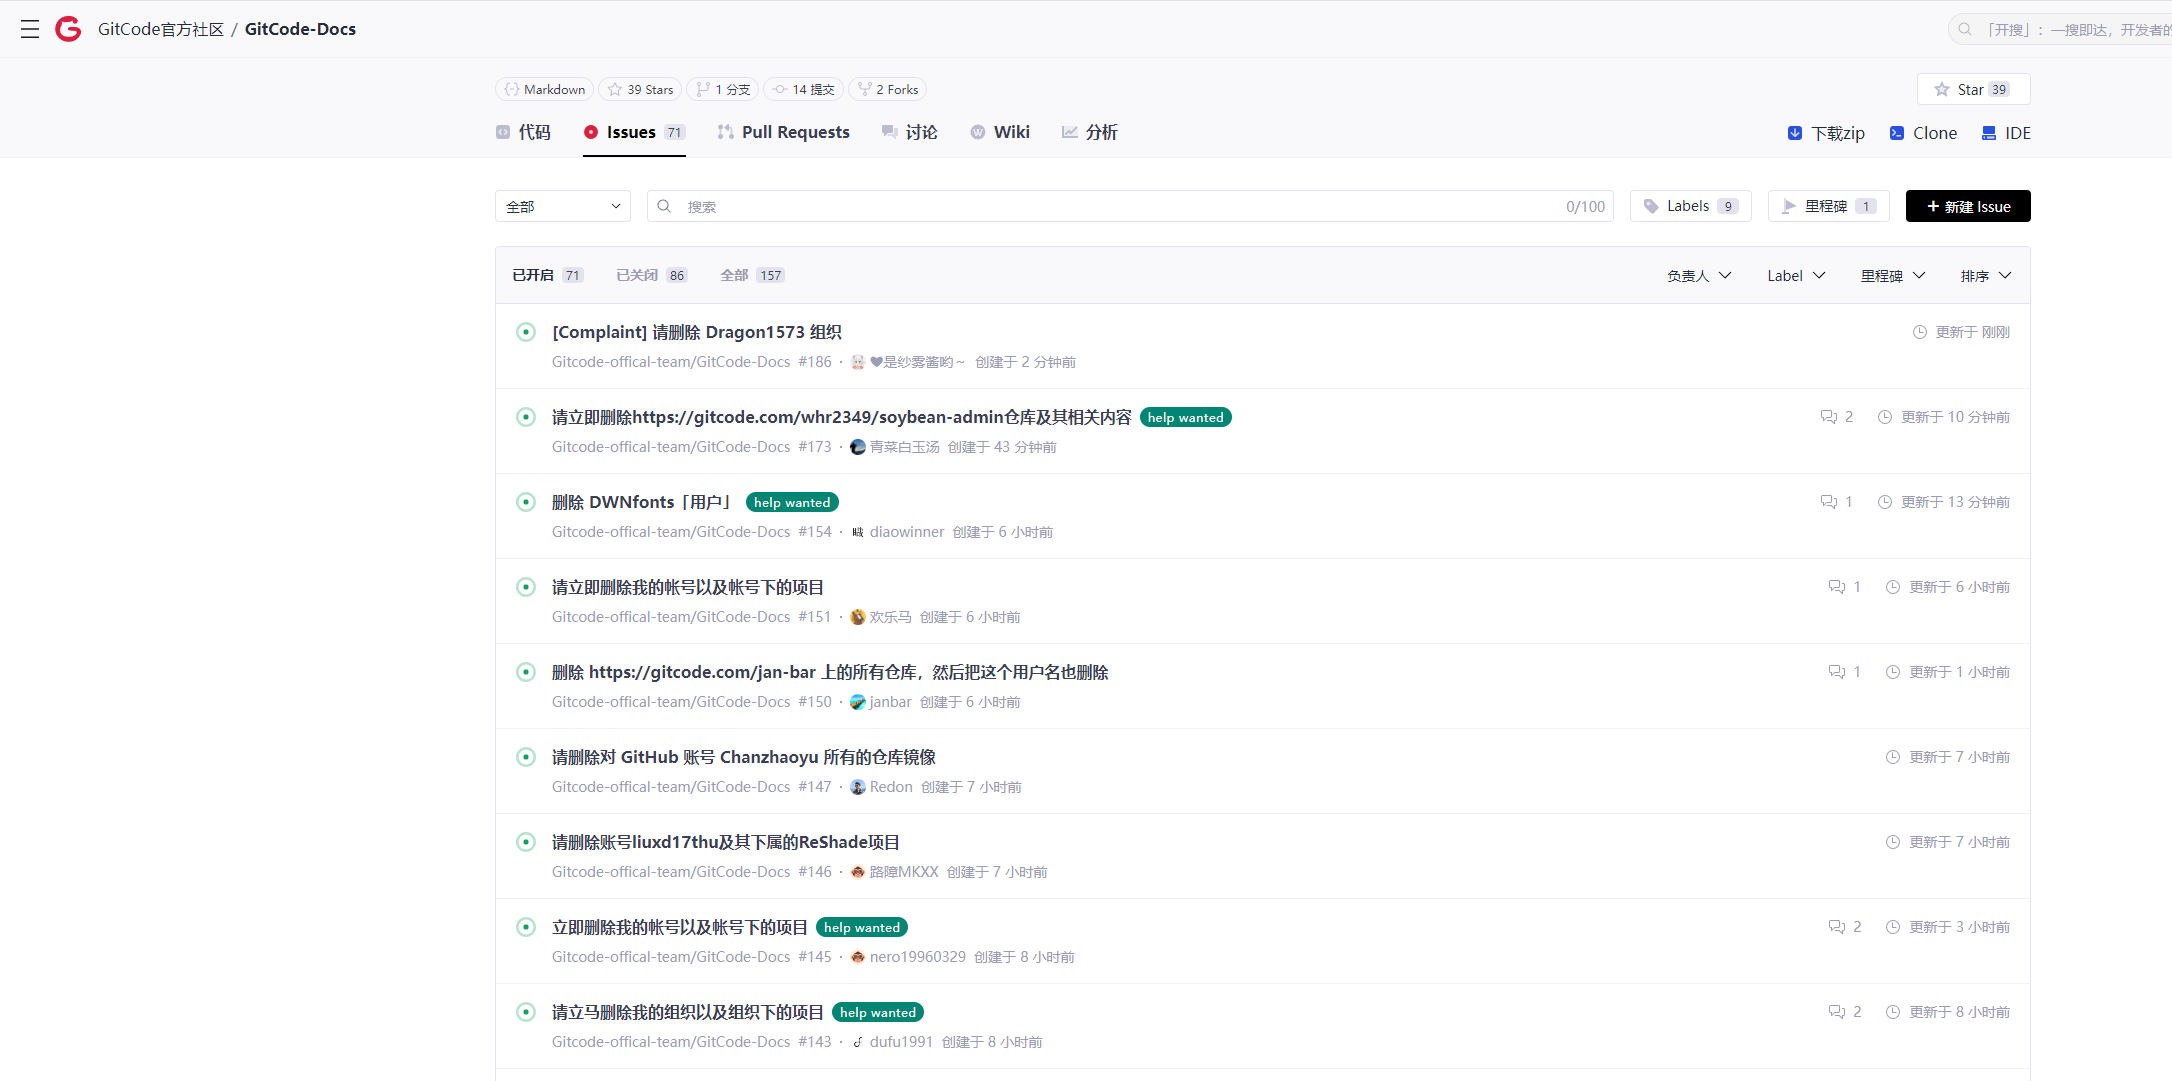 GitCode官方社区 / GitCode-Docs
「开搜」：一搜即达，开发者的
Markdown 39 Stars 1 分支 14 提交 2 Forks
Star 39
代码 Issues 71 Pull Requests 讨论 Wiki 分析
下载zip Clone IDE
全部 搜索 0/100 Labels 9 里程碑 1 + 新建 Issue
已开启 71 已关闭 86 全部 157 负责人 Label 里程碑 排序
[Complaint] 请删除 Dragon1573 组织 更新于 刚刚
Gitcode-offical-team/GitCode-Docs #186 · ❤是纱雾酱哟～ 创建于 2 分钟前
请立即删除https://gitcode.com/whr2349/soybean-admin仓库及其相关内容 help wanted 2 更新于 10 分钟前
Gitcode-offical-team/GitCode-Docs #173 · 青菜白玉汤 创建于 43 分钟前
删除 DWNfonts「用户」 help wanted 1 更新于 13 分钟前
Gitcode-offical-team/GitCode-Docs #154 · diaowinner 创建于 6 小时前
请立即删除我的帐号以及帐号下的项目 1 更新于 6 小时前
Gitcode-offical-team/GitCode-Docs #151 · 欢乐马 创建于 6 小时前
删除 https://gitcode.com/jan-bar 上的所有仓库，然后把这个用户名也删除 1 更新于 1 小时前
Gitcode-offical-team/GitCode-Docs #150 · janbar 创建于 6 小时前
请删除对 GitHub 账号 Chanzhaoyu 所有的仓库镜像 更新于 7 小时前
Gitcode-offical-team/GitCode-Docs #147 · Redon 创建于 7 小时前
请删除账号liuxd17thu及其下属的ReShade项目 更新于 7 小时前
Gitcode-offical-team/GitCode-Docs #146 · 路障MKXX 创建于 7 小时前
立即删除我的帐号以及帐号下的项目 help wanted 2 更新于 3 小时前
Gitcode-offical-team/GitCode-Docs #145 · nero19960329 创建于 8 小时前
请立马删除我的组织以及组织下的项目 help wanted 2 更新于 8 小时前
Gitcode-offical-team/GitCode-Docs #143 · dufu1991 创建于 8 小时前